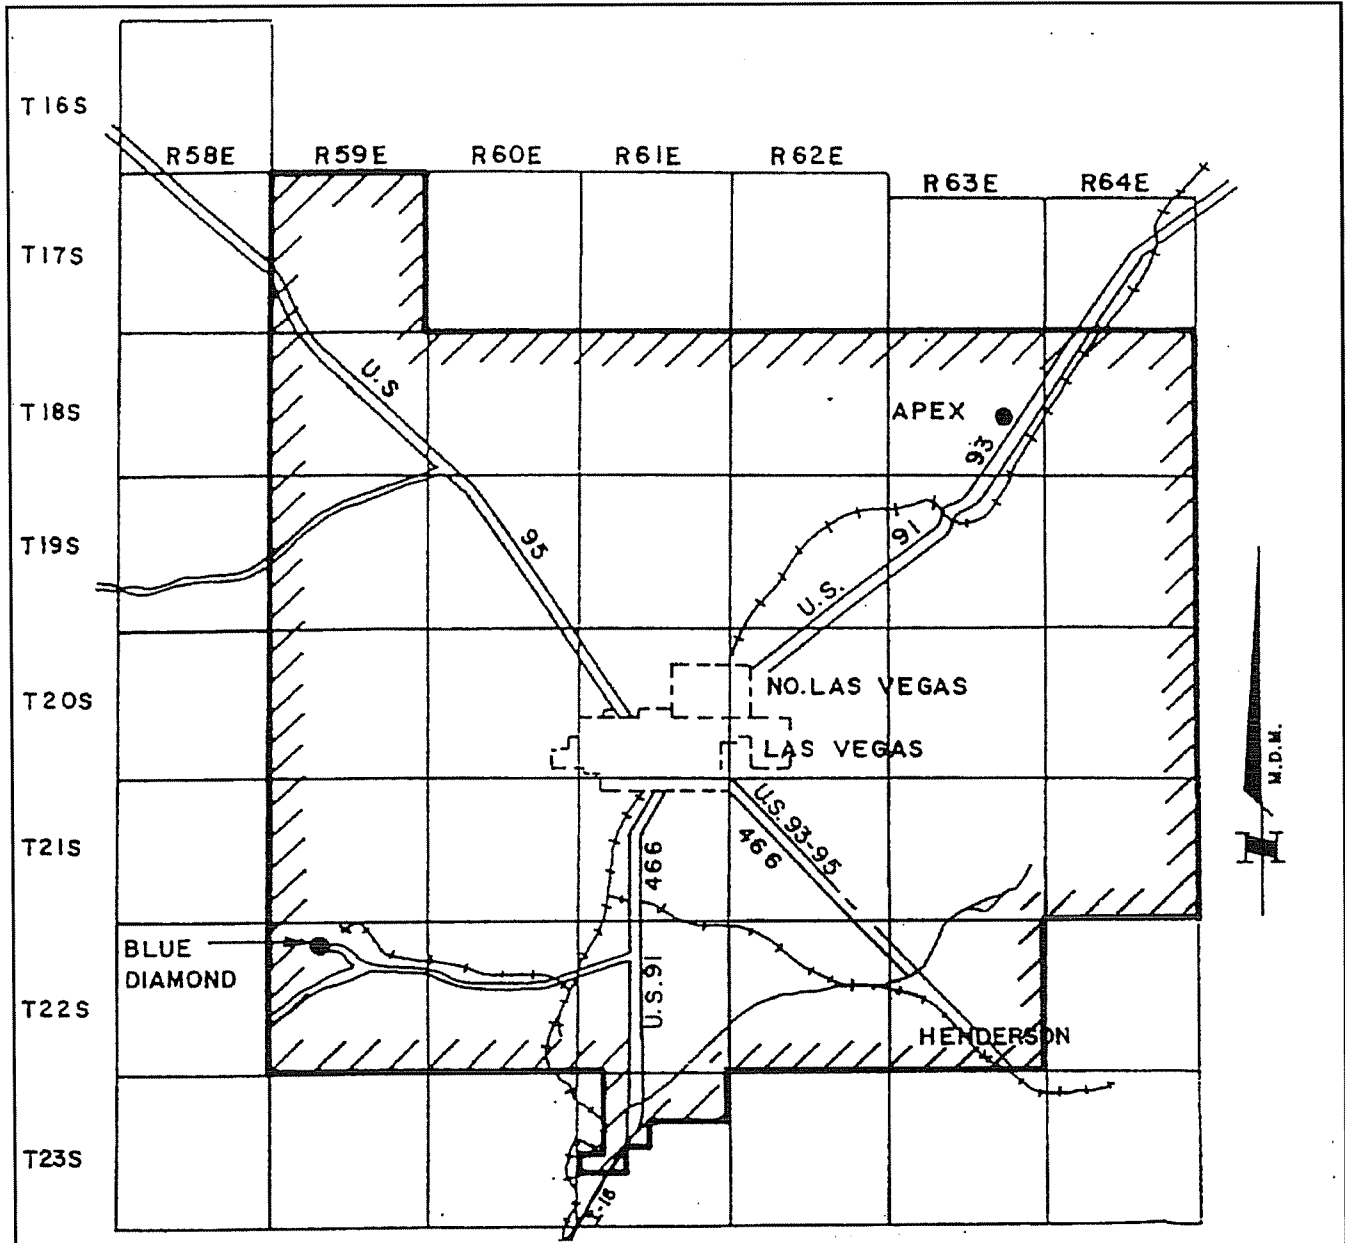 T16S
R58E R59E R60E R61E R62E
R63E R64E
T17S
U.S
T18S
APEX
93
T19S
95
91
U.S.
T20S
NO.LAS VEGAS
LAS VEGAS
M.D.M.
N
T21S
U.S.93-95
466
466
BLUE
DIAMOND
U.S.91
T22S
HENDERSON
T23S